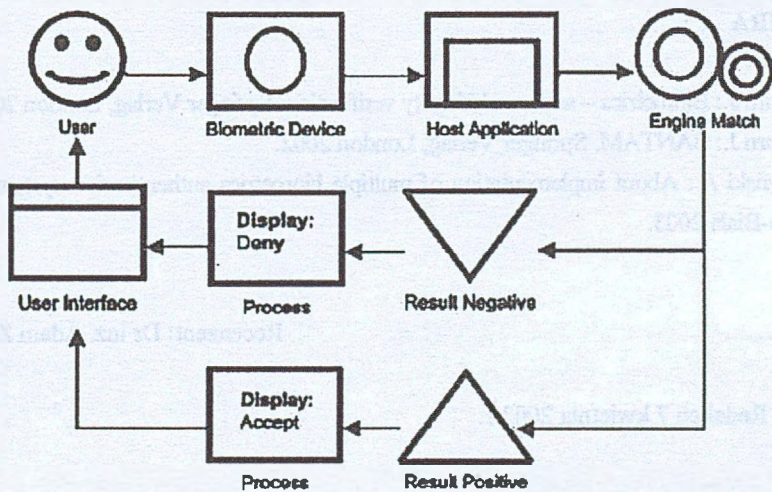 User
Biometric Device
Host Application
Engine Match
Display:
Deny
User Interface
Process
Result Negative
Display:
Accept
Process
Result Positive